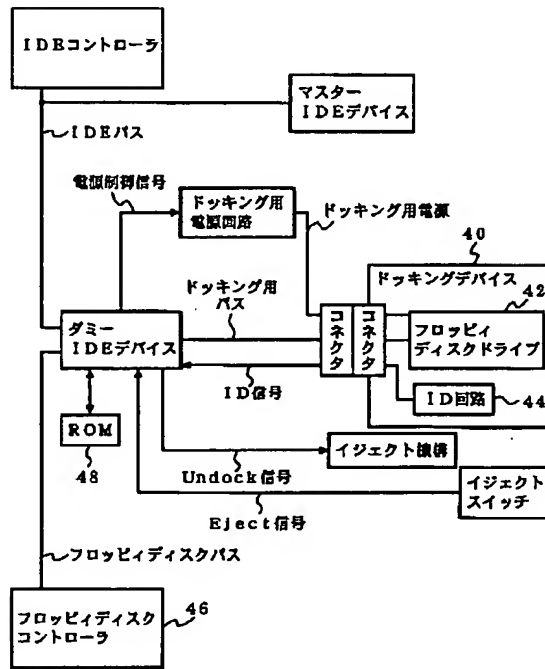 IDEコントローラ
マスター
IDEデバイス
IDEバス
電源制御信号
ドッキング用
電源回路
ドッキング用電源
40
ドッキングデバイス
ドッキング用
バス
42
ダミー
IDEデバイス
コネクタ
コネクタ
フロッピィ
ディスクドライブ
ID信号
ID回路
44
ROM
48
イジェクト機構
Undock信号
イジェクト
スイッチ
Eject信号
フロッピィディスクバス
46
フロッピィディスク
コントローラ